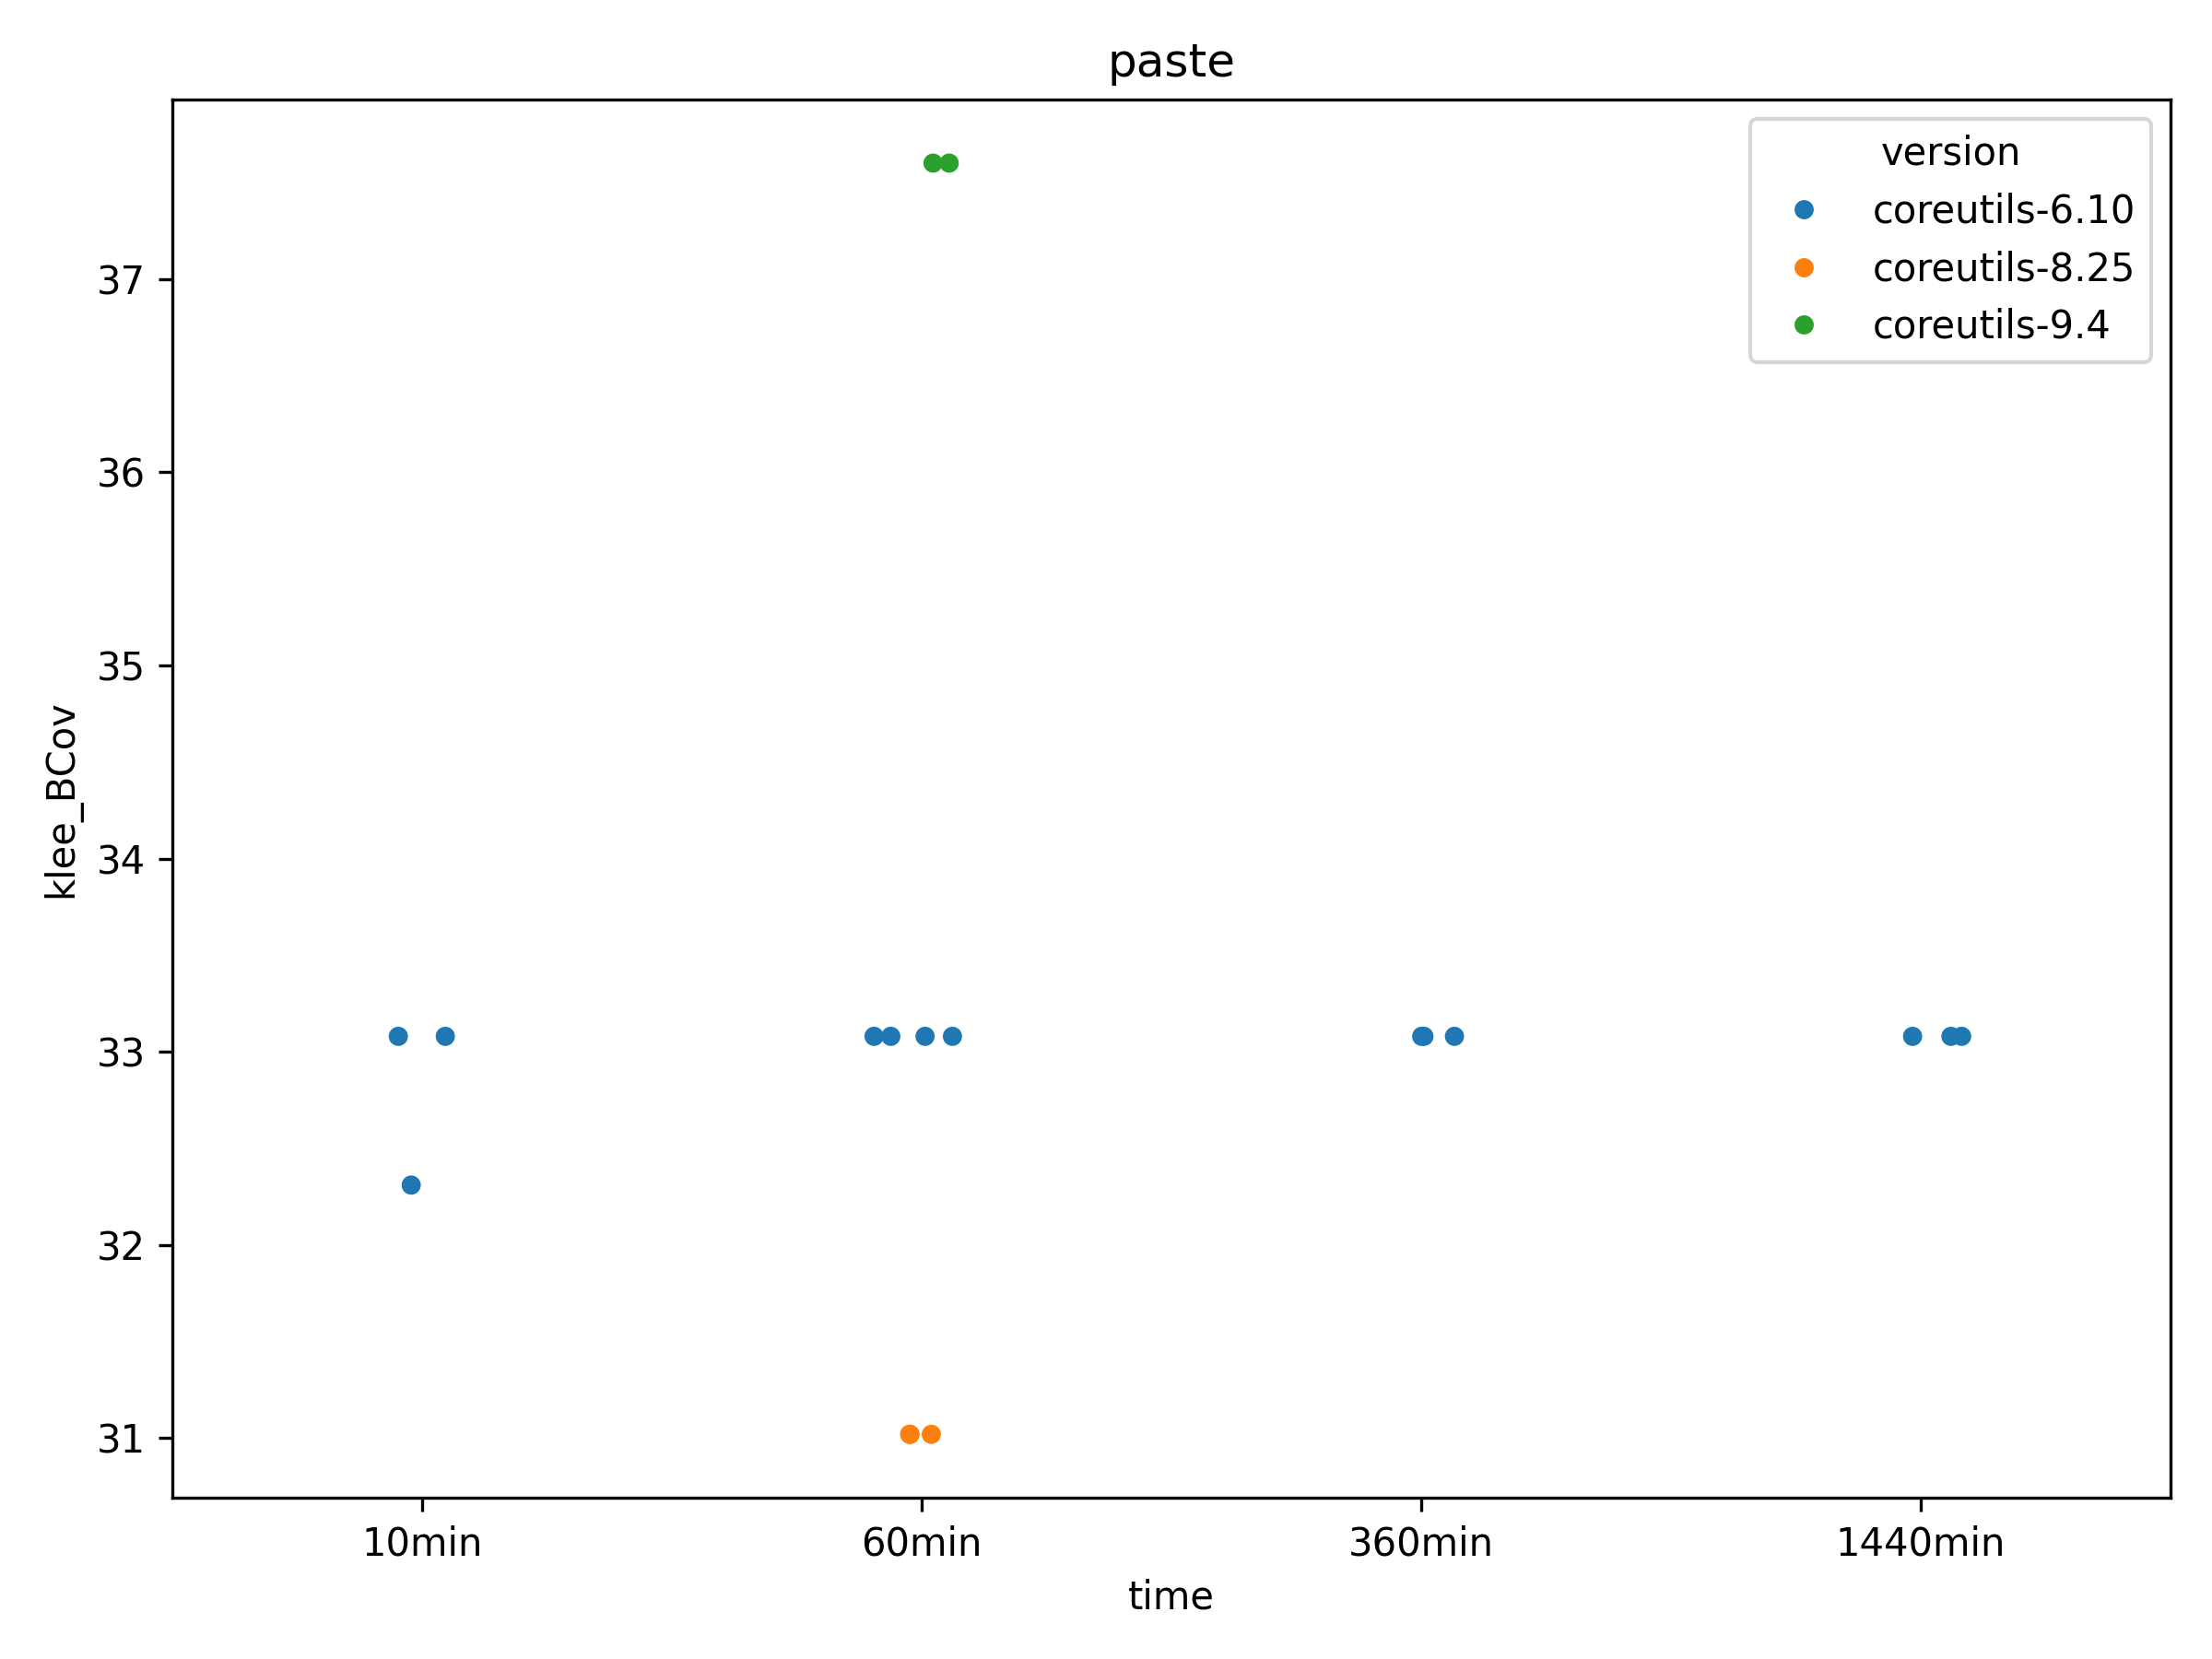 paste
version
coreutils-6.10
coreutils-8.25
coreutils-9.4
klee_BCov
37
36
35
34
33
32
31
10min
60min
360min
1440min
time